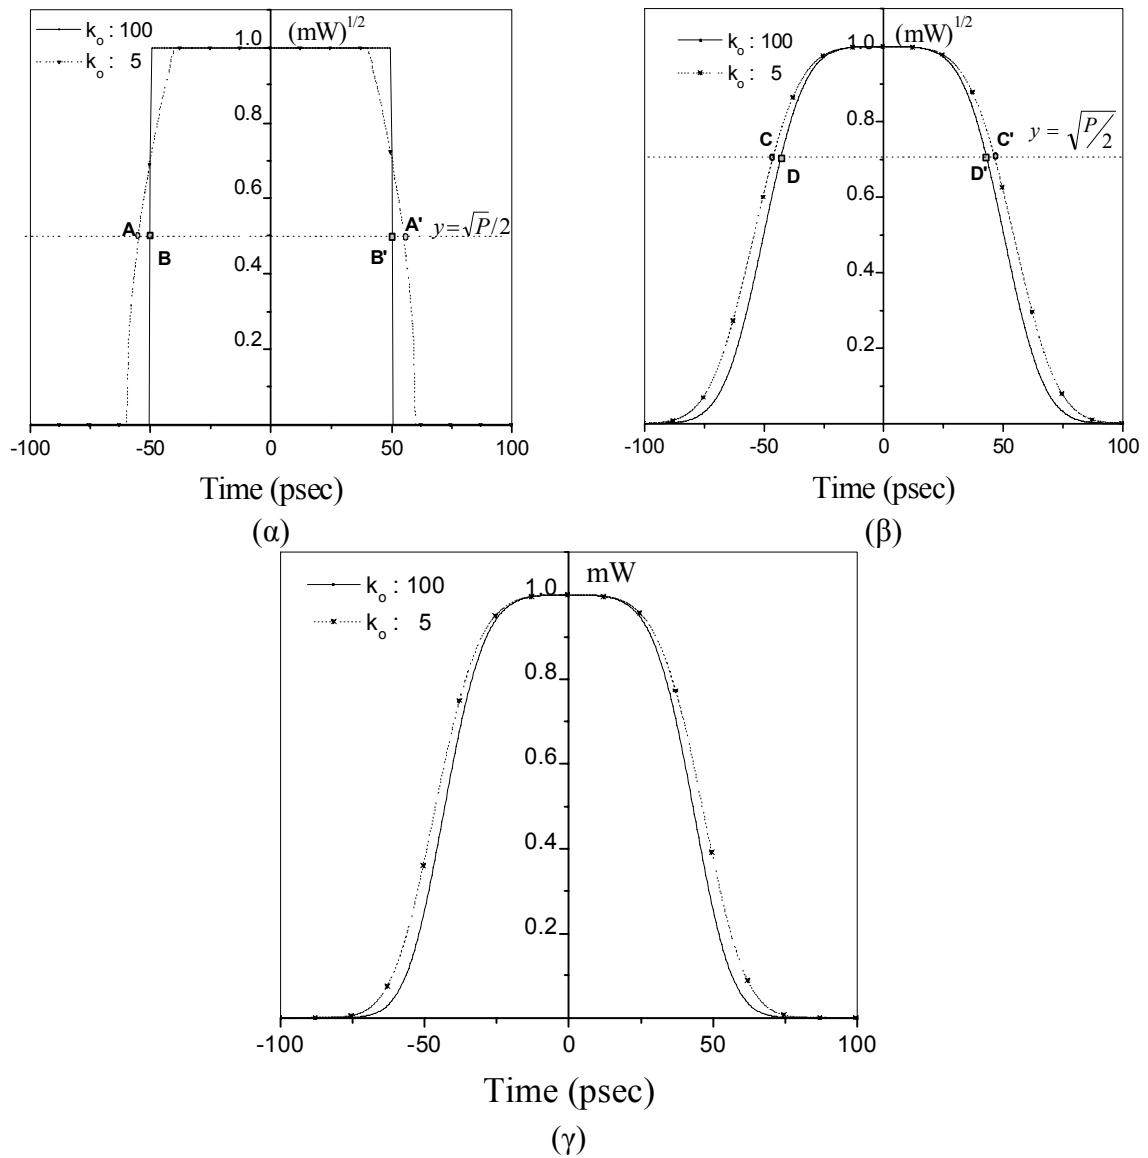 k_o : 100
k_o : 5
(mW)^{1/2}
1.0
0.8
0.6
0.4
0.2
A
B
B'
A'
y=√P/2
-100 -50 0 50 100
Time (psec)
(α)
k_o : 100
k_o : 5
(mW)^{1/2}
1.0
0.8
0.6
0.4
0.2
C
D
C'
D'
y = √(P/2)
-100 -50 0 50 100
Time (psec)
(β)
k_o : 100
k_o : 5
mW
1.0
0.8
0.6
0.4
0.2
-100 -50 0 50 100
Time (psec)
(γ)